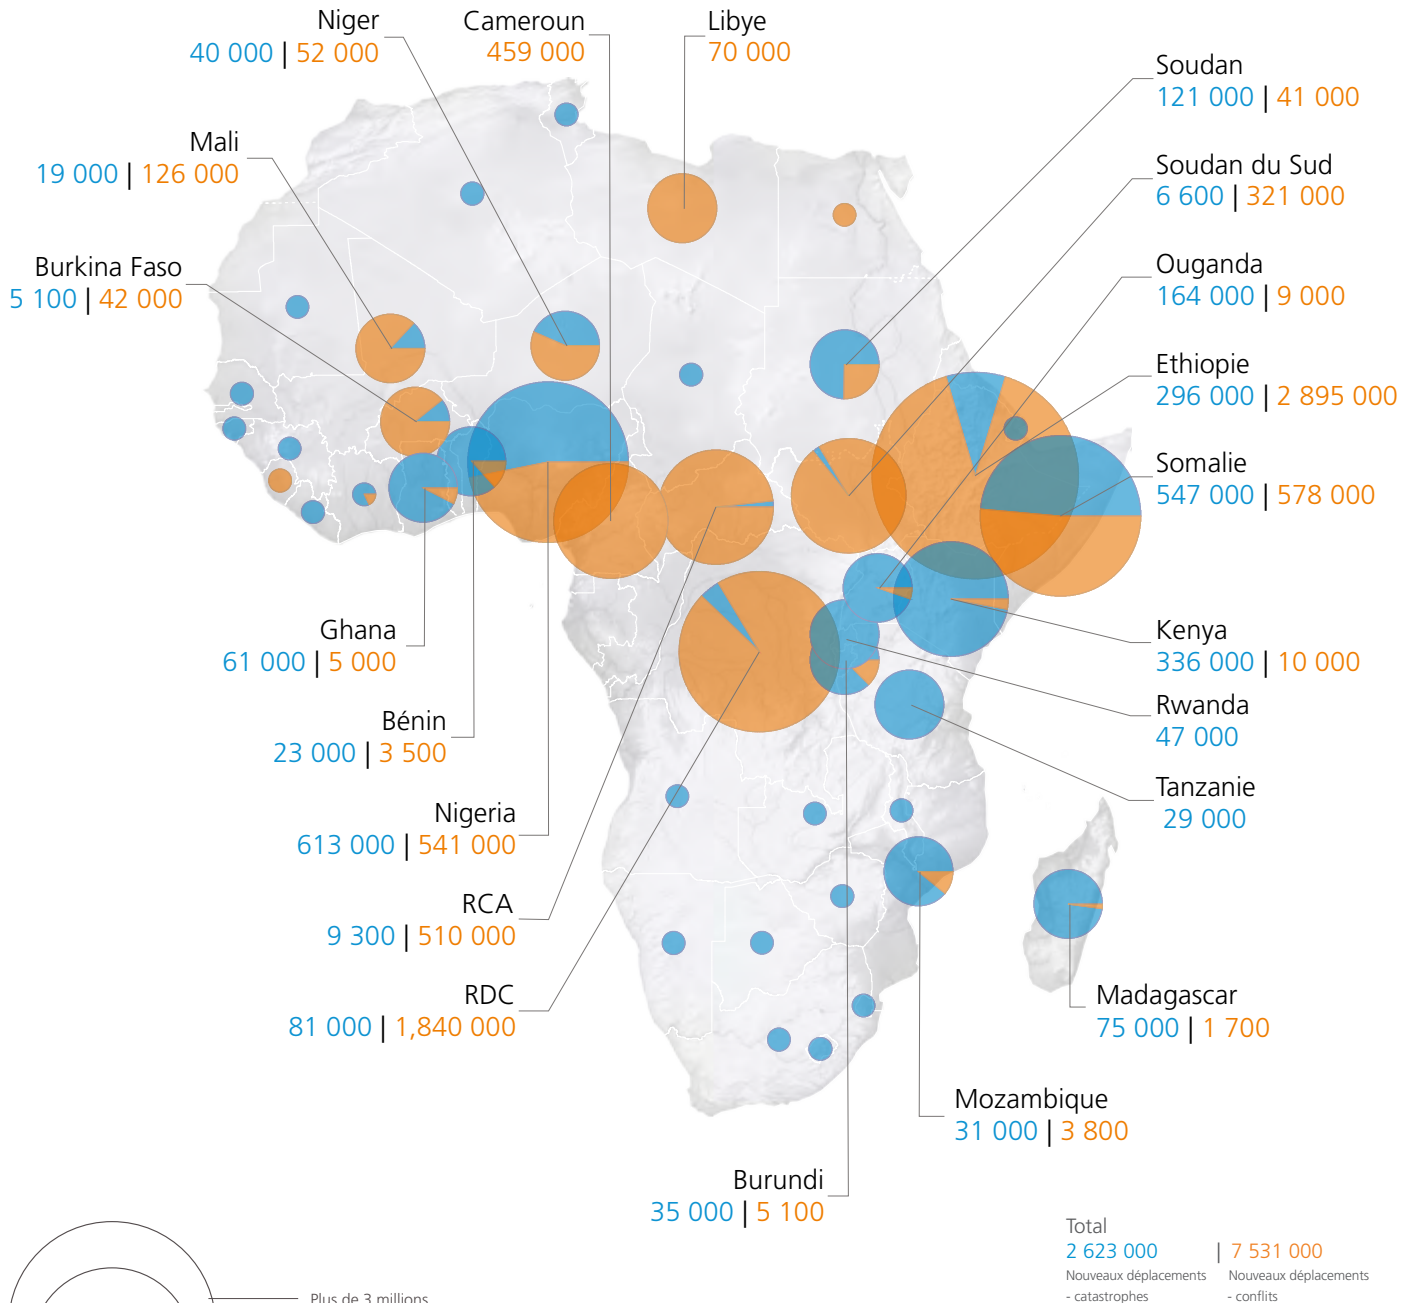 Niger
40 000 | 52 000
Cameroun
459 000
Libye
70 000
Soudan
121 000 | 41 000
Mali
19 000 | 126 000
Soudan du Sud
6 600 | 321 000
Burkina Faso
5 100 | 42 000
Ouganda
164 000 | 9 000
Ethiopie
296 000 | 2 895 000
Somalie
547 000 | 578 000
Ghana
61 000 | 5 000
Kenya
336 000 | 10 000
Rwanda
47 000
Bénin
23 000 | 3 500
Tanzanie
29 000
Nigeria
613 000 | 541 000
RCA
9 300 | 510 000
RDC
81 000 | 1,840 000
Madagascar
75 000 | 1 700
Mozambique
31 000 | 3 800
Burundi
35 000 | 5 100
Total
2 623 000 | 7 531 000
Nouveaux déplacements Nouveaux déplacements
- catastrophes - conflits
Plus de 3 millions